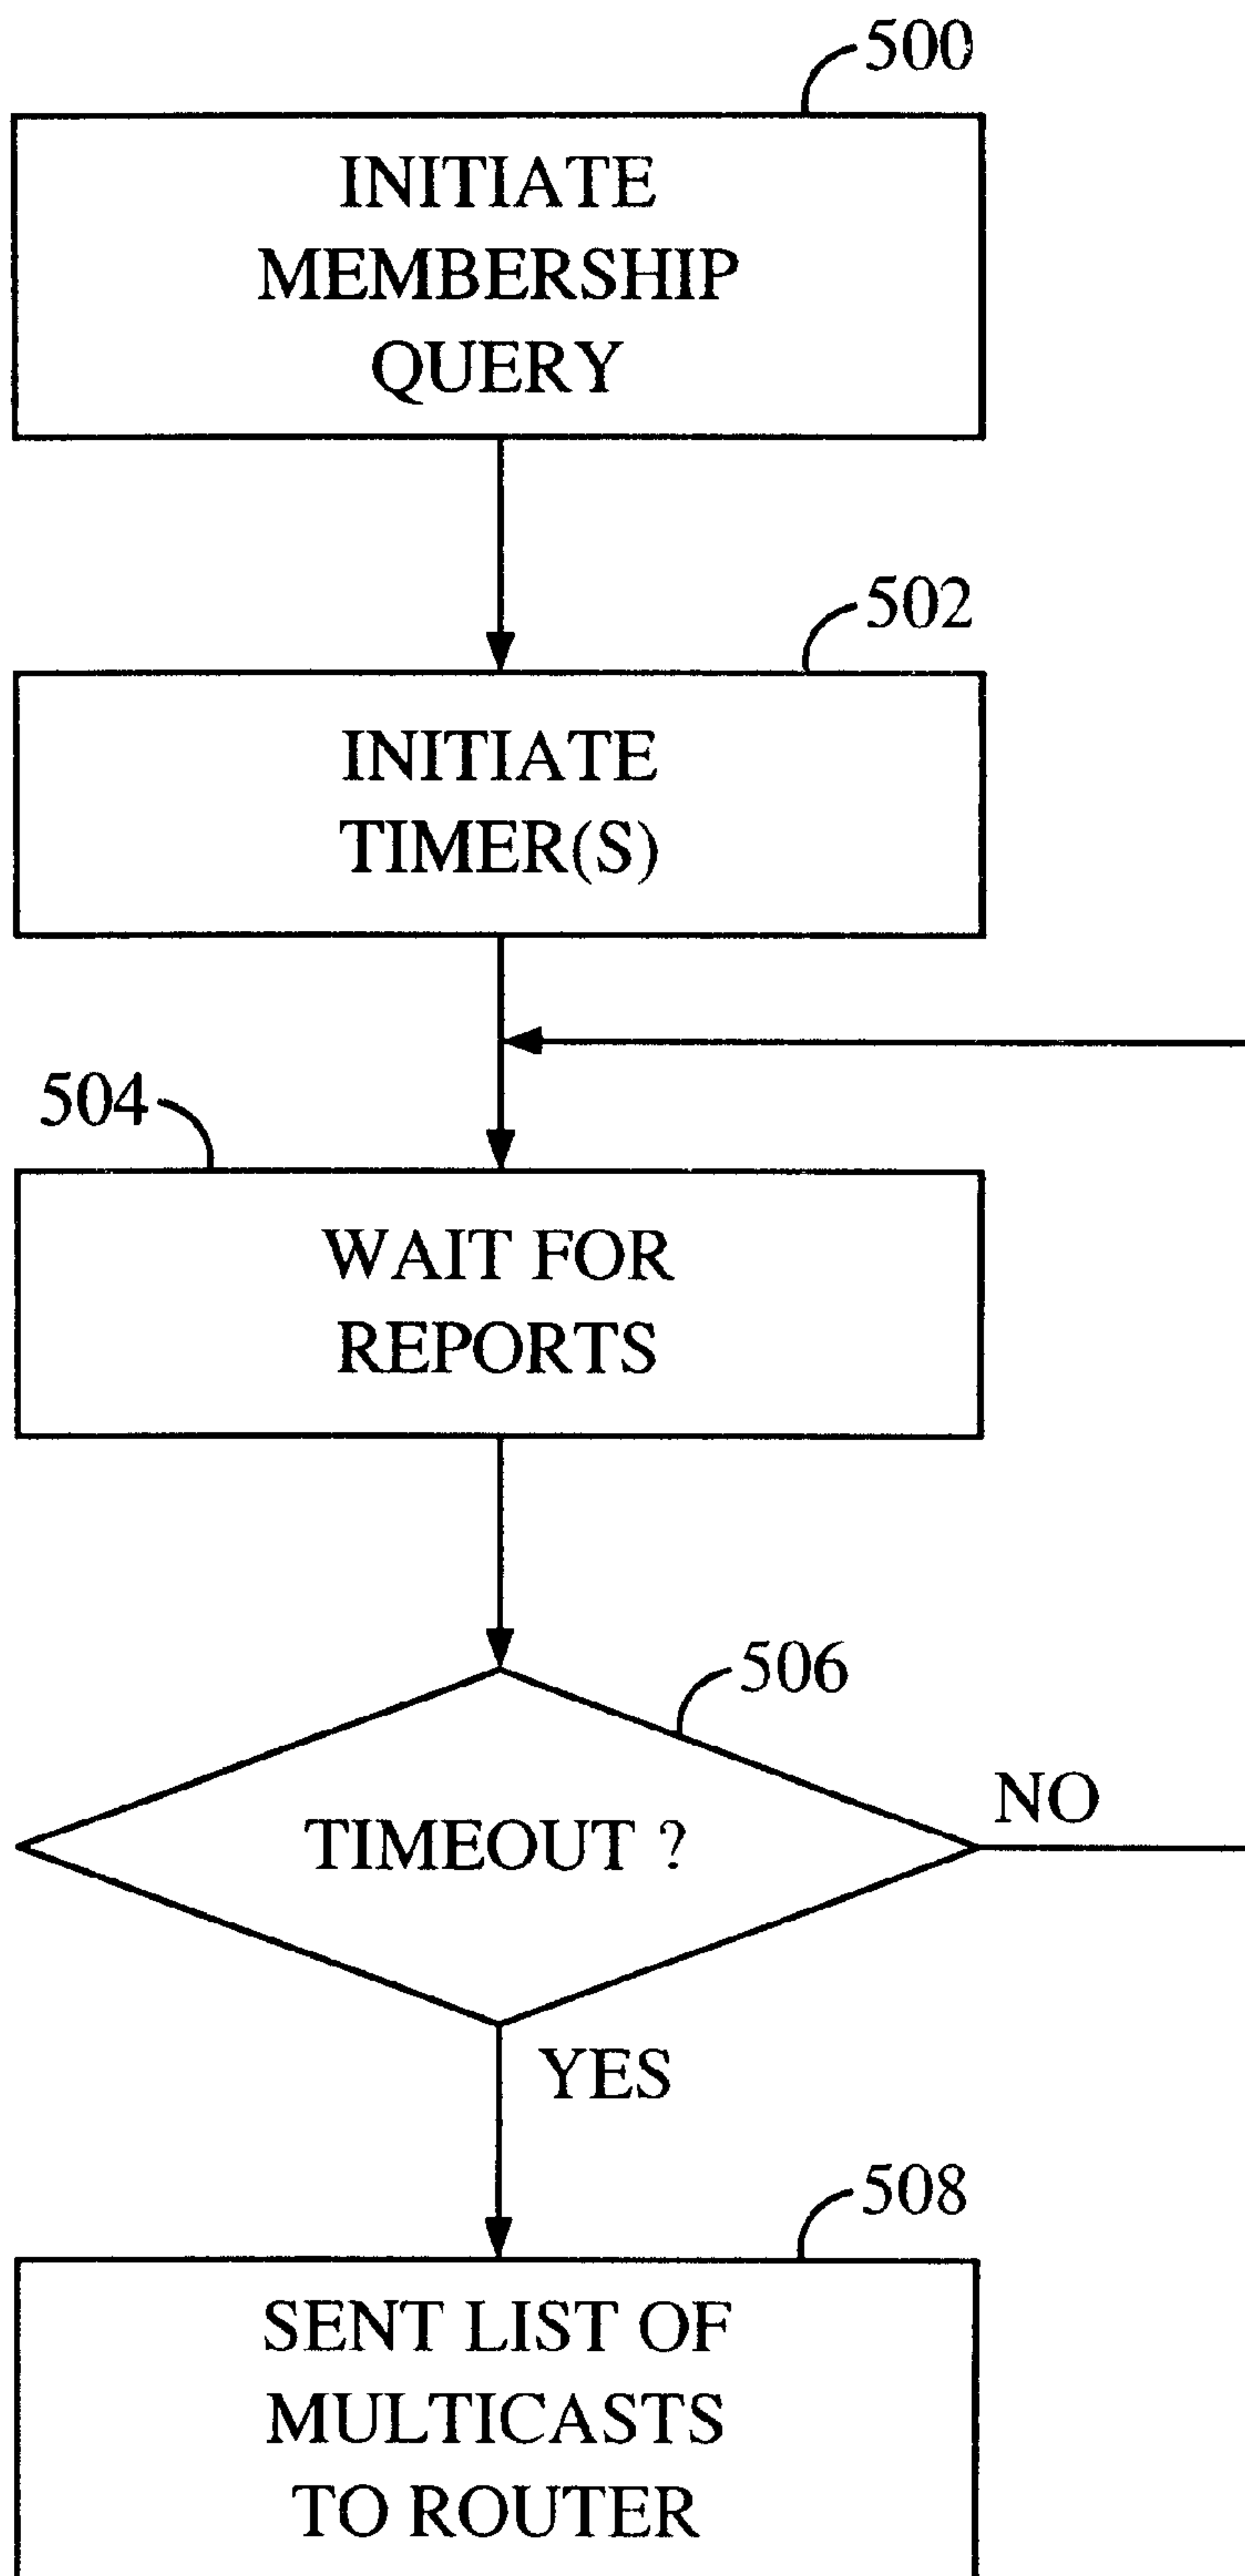 500
INITIATE
MEMBERSHIP
QUERY
502
INITIATE
TIMER(S)
504
WAIT FOR
REPORTS
506
TIMEOUT ?
NO
YES
508
SENT LIST OF
MULTICASTS
TO ROUTER